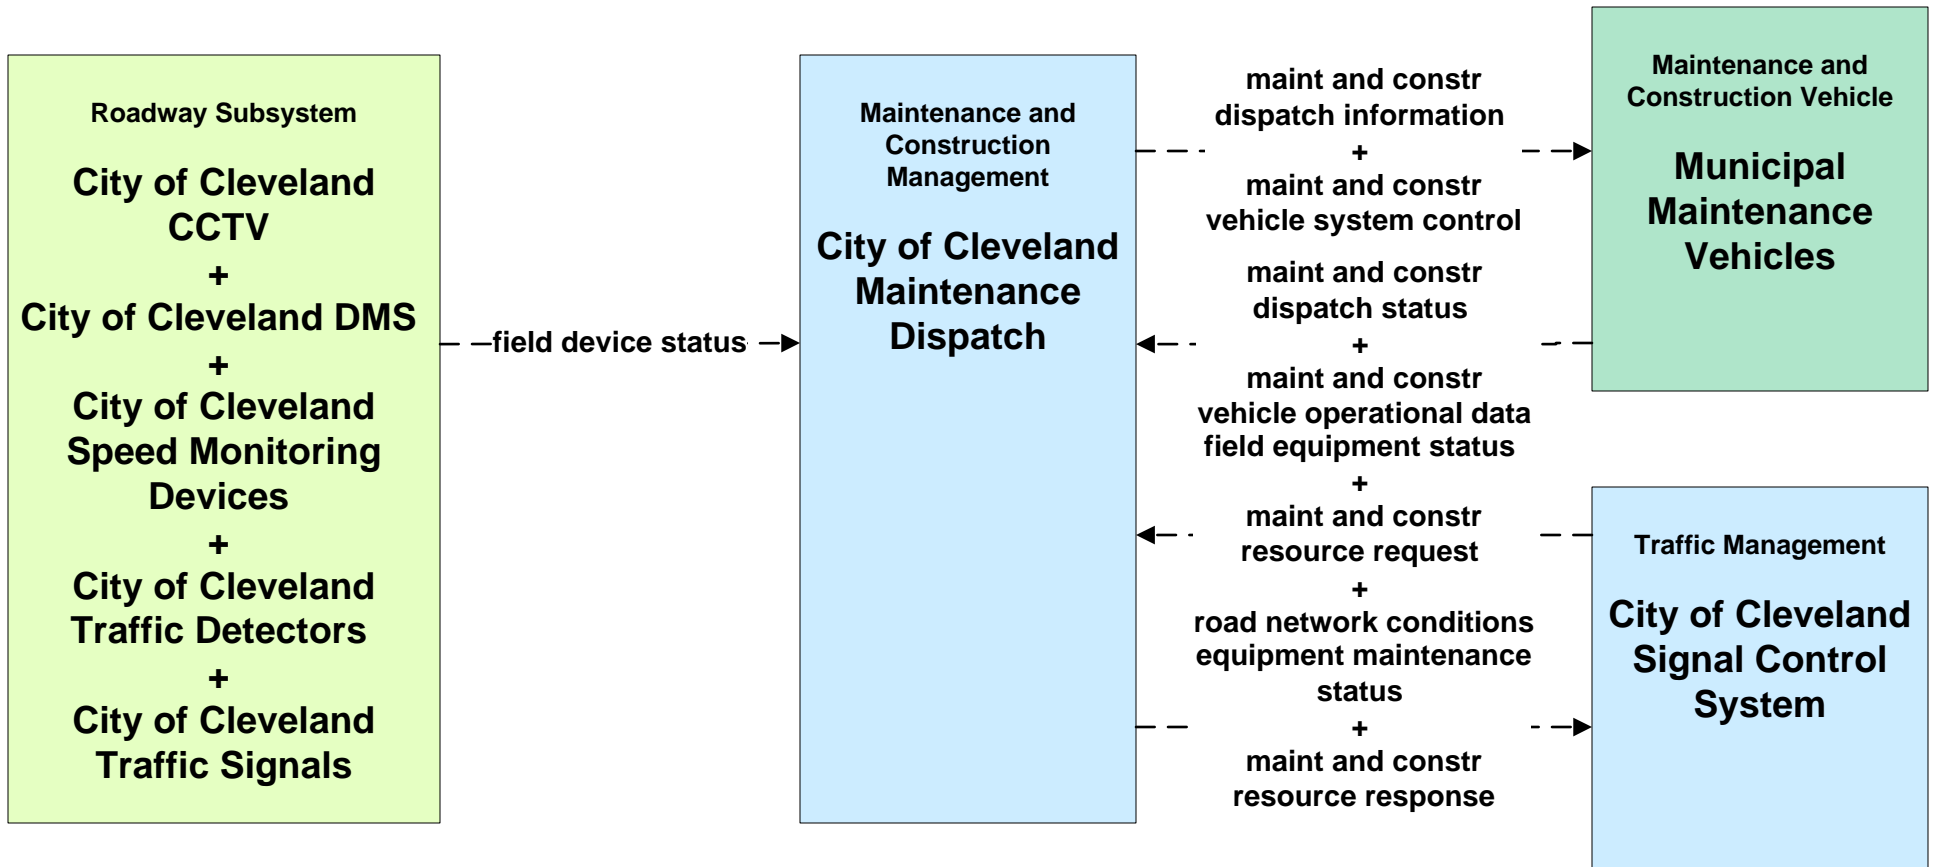 Roadway Subsystem
City of Cleveland
CCTV
+
City of Cleveland DMS
+
City of Cleveland
Speed Monitoring
Devices
+
City of Cleveland
Traffic Detectors
+
City of Cleveland
Traffic Signals
field device status
Maintenance and
Construction
Management
City of Cleveland
Maintenance
Dispatch
maint and constr
dispatch information
+
maint and constr
vehicle system control
maint and constr
dispatch status
+
maint and constr
vehicle operational data
field equipment status
+
maint and constr
resource request
+
road network conditions
equipment maintenance
status
+
maint and constr
resource response
Maintenance and
Construction Vehicle
Municipal
Maintenance
Vehicles
Traffic Management
City of Cleveland
Signal Control
System